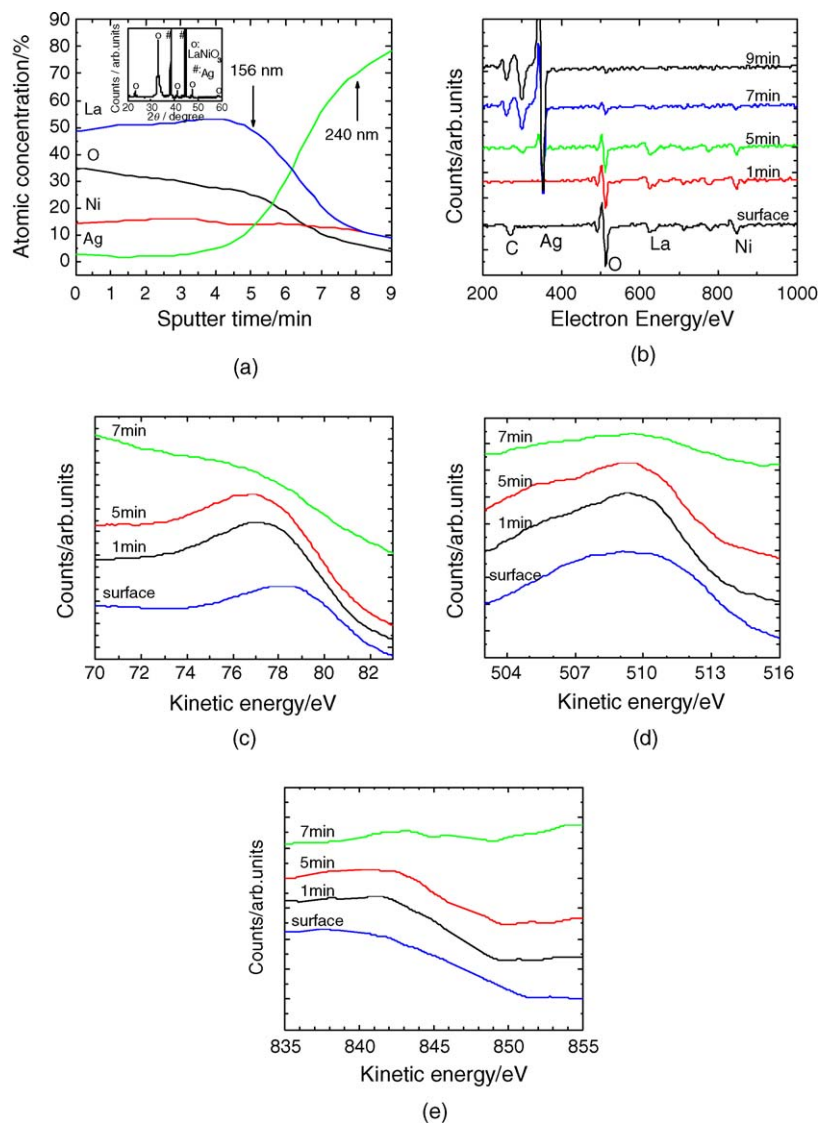 (a)
Atomic concentration/%
90
80
70
60
50
40
30
20
10
0
La
O
Ni
Ag
Counts / arb.units
o # # o:
LaNiO3
#:Ag
o o o o
20 30 40 50 60
2θ / degree
156 nm
240 nm
0 1 2 3 4 5 6 7 8 9
Sputter time/min
(b)
Counts/arb.units
9min
7min
5min
1min
surface
C Ag O La Ni
200 400 600 800 1000
Electron Energy/eV
(a) (b)
Counts/arb.units
7min
5min
1min
surface
70 72 74 76 78 80 82
Kinetic energy/eV
(c)
Counts/arb.units
7min
5min
1min
surface
504 507 510 513 516
Kinetic energy/eV
(d)
Counts/arb.units
7min
5min
1min
surface
835 840 845 850 855
Kinetic energy/eV
(e)